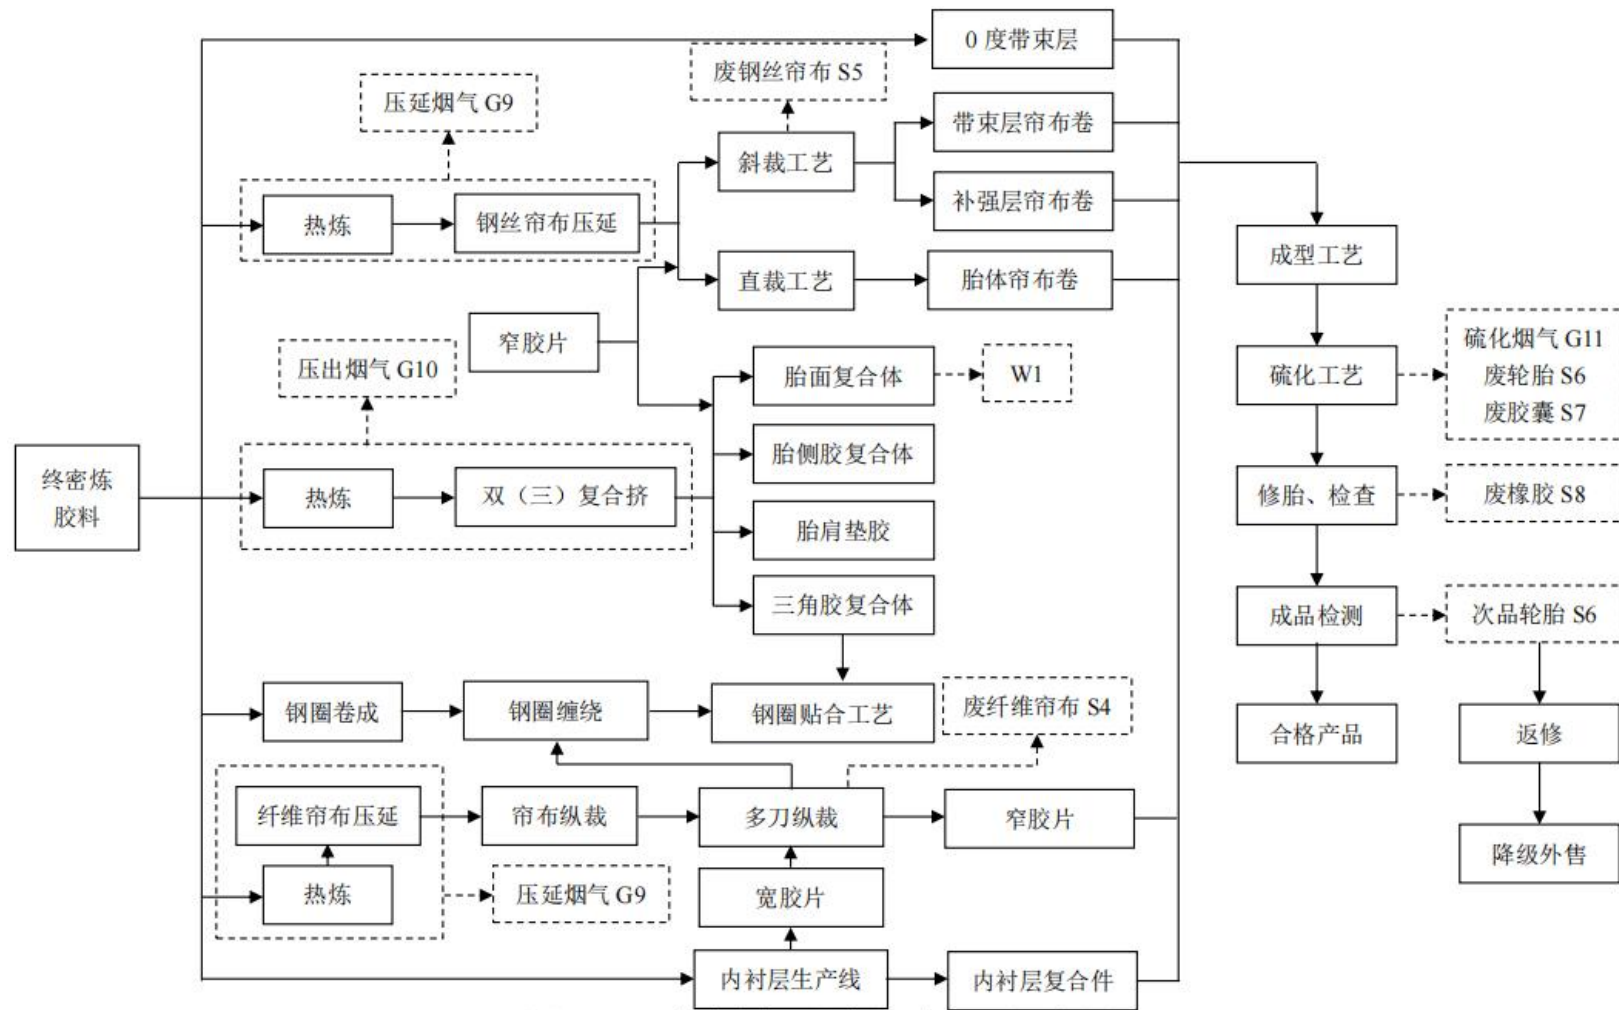 0 度带束层
废钢丝帘布 S5
压延烟气 G9
带束层帘布卷
斜裁工艺
补强层帘布卷
热炼
钢丝帘布压延
成型工艺
直裁工艺
胎体帘布卷
窄胶片
压出烟气 G10
胎面复合体
W1
硫化工艺
硫化烟气 G11
废轮胎 S6
废胶囊 S7
胎侧胶复合体
终密炼
胶料
热炼
双（三）复合挤
修胎、检查
废橡胶 S8
胎肩垫胶
三角胶复合体
成品检测
次品轮胎 S6
钢圈卷成
钢圈缠绕
钢圈贴合工艺
废纤维帘布 S4
合格产品
返修
纤维帘布压延
帘布纵裁
多刀纵裁
窄胶片
降级外售
热炼
压延烟气 G9
宽胶片
内衬层生产线
内衬层复合件